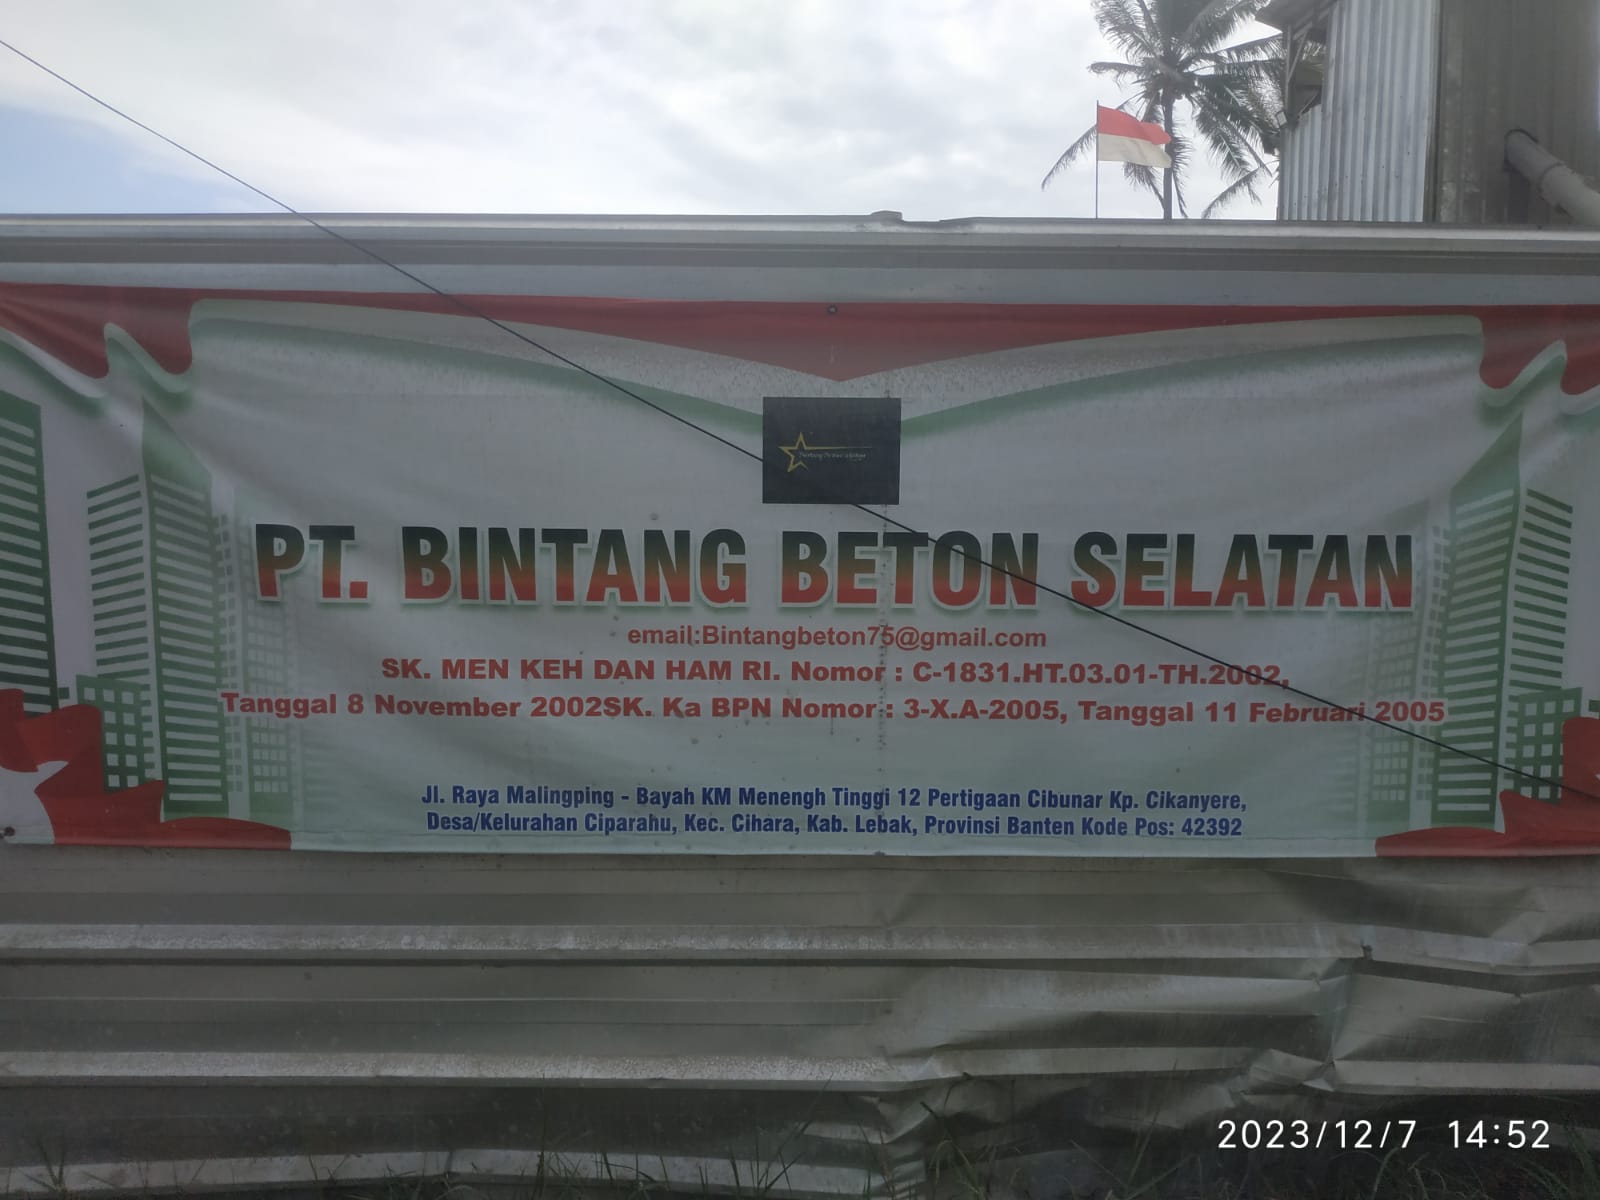 PT. BINTANG BETON SELATAN
email:Bintangbeton75@gmail.com
SK. MEN KEH DAN HAM RI. Nomor : C-1831.HT.03.01-TH.2002,
Tanggal 8 November 2002SK. Ka BPN Nomor : 3-X.A-2005, Tanggal 11 Februari 2005
Jl. Raya Malingping - Bayah KM Menengh Tinggi 12 Pertigaan Cibunar Kp. Cikanyere,
Desa/Kelurahan Ciparahu, Kec. Cihara, Kab. Lebak, Provinsi Banten Kode Pos: 42392
2023/12/7 14:52